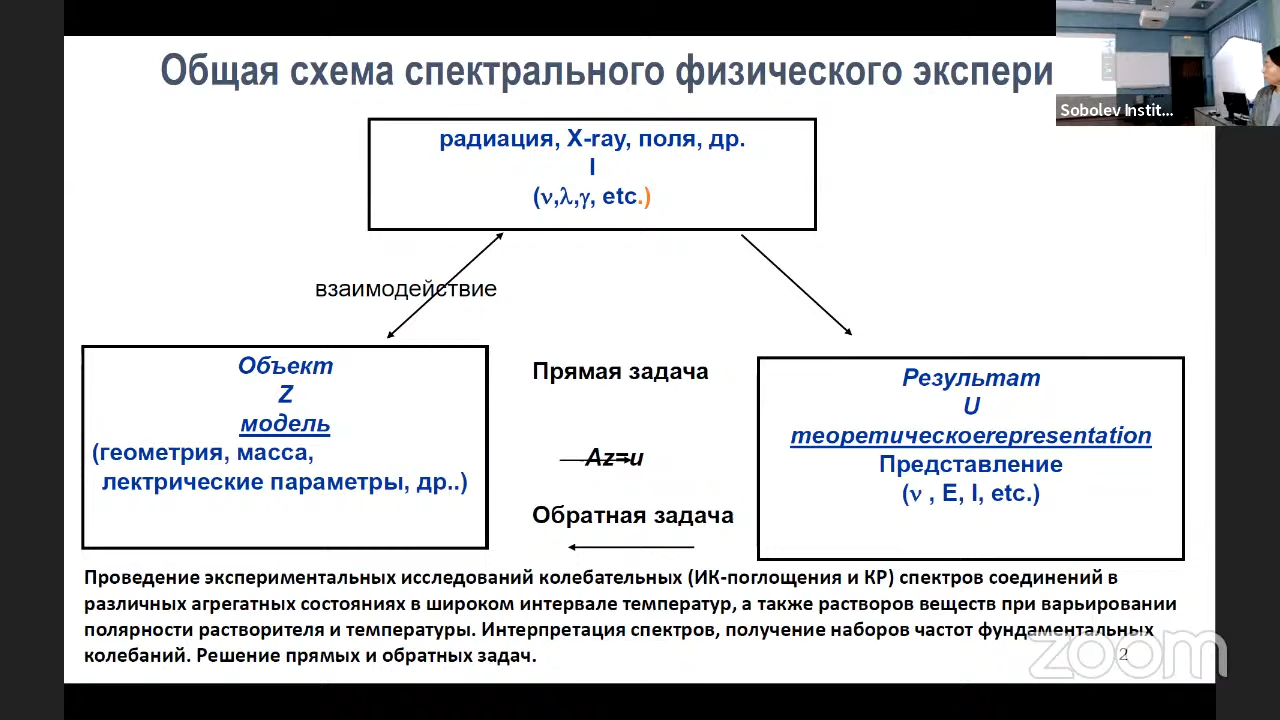 Общая схема спектрального физического экспери
Sobolev Instit...
радиация, X-ray, поля, др.
I
(ν,λ,γ, etc.)
взаимодействие
Объект
Z
модель
(геометрия, масса,
лектрические параметры, др..)
Прямая задача
Az=u
Обратная задача
Результат
U
теоретическоеrepresentation
Представление
(ν , E, I, etc.)
Проведение экспериментальных исследований колебательных (ИК-поглощения и КР) спектров соединений в
различных агрегатных состояниях в широком интервале температур, а также растворов веществ при варьировании
полярности растворителя и температуры. Интерпретация спектров, получение наборов частот фундаментальных
колебаний. Решение прямых и обратных задач.
zoom
2